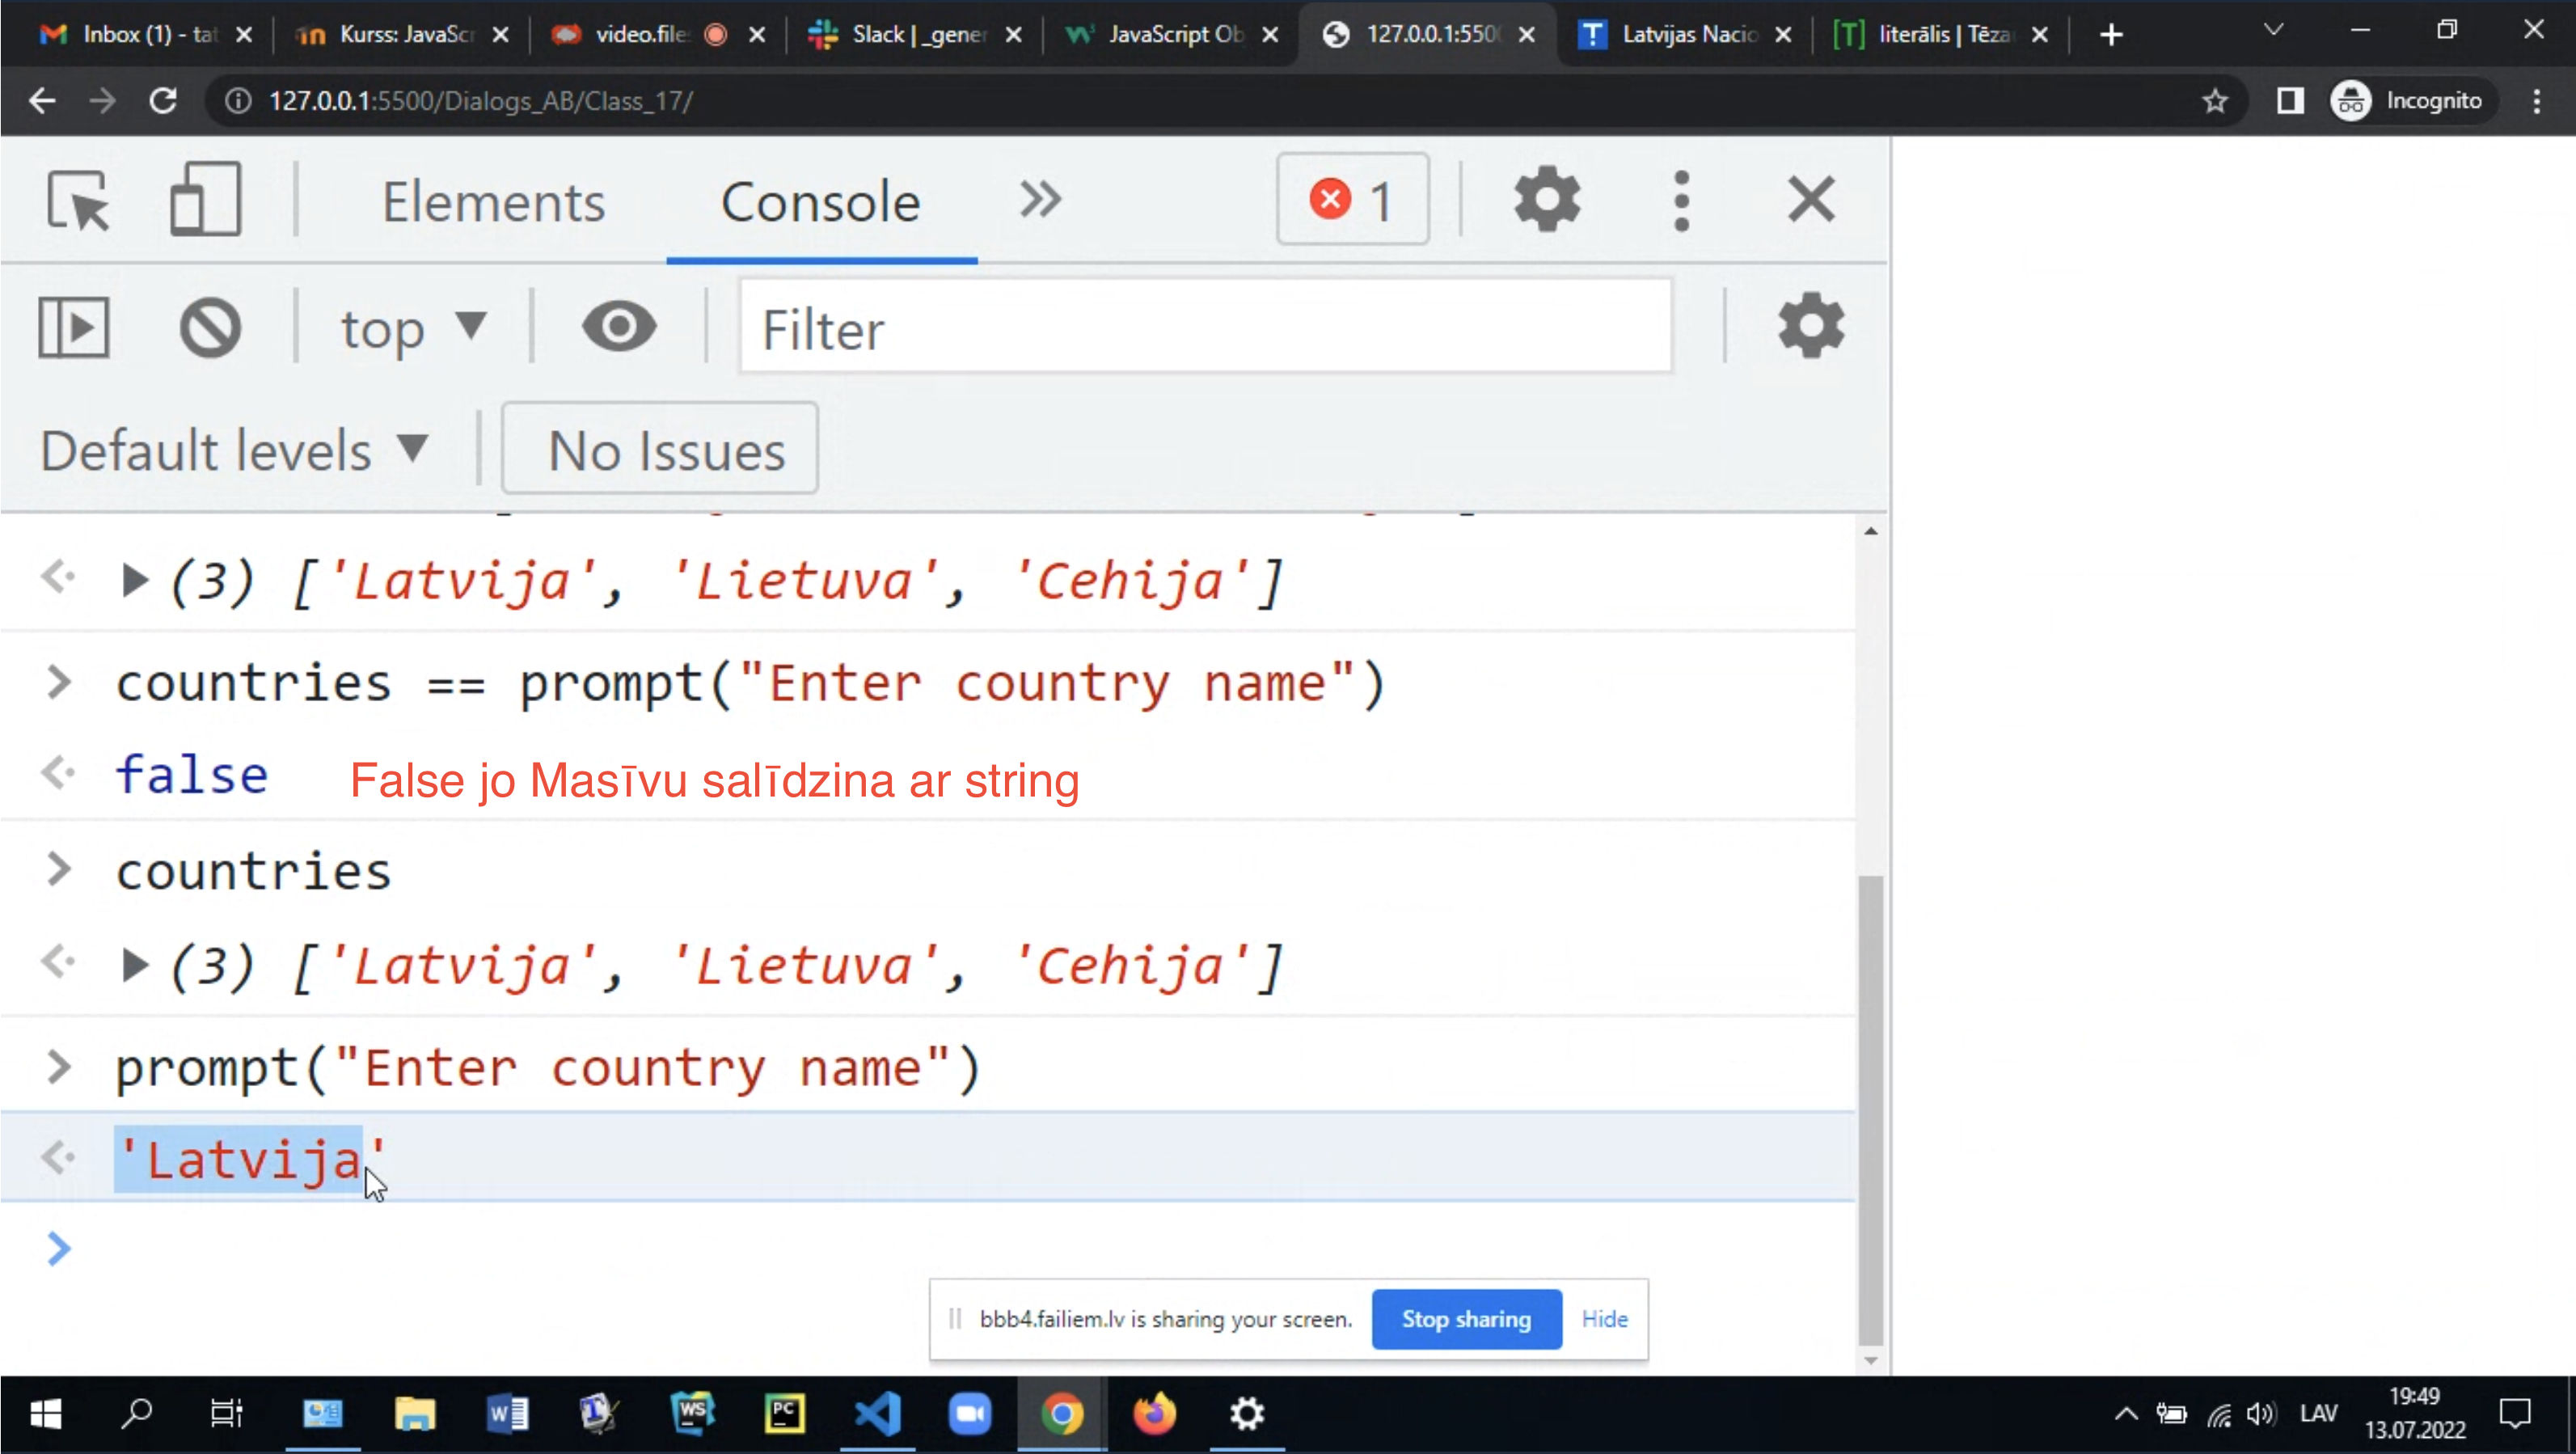 Inbox (1) - tat
Kurss: JavaScr
video.file
Slack | _gener
JavaScript Ob
127.0.0.1:550
Latvijas Nacio
literālis | Tēza
127.0.0.1:5500/Dialogs_AB/Class_17/
Incognito
Elements
Console
1
top
Filter
Default levels
No Issues
(3) ['Latvija', 'Lietuva', 'Cehija']
countries == prompt("Enter country name")
false
False jo Masīvu salīdzina ar string
countries
(3) ['Latvija', 'Lietuva', 'Cehija']
prompt("Enter country name")
'Latvija'
bbb4.failiem.lv is sharing your screen.
Stop sharing
Hide
WS
PC
LAV
19:49
13.07.2022